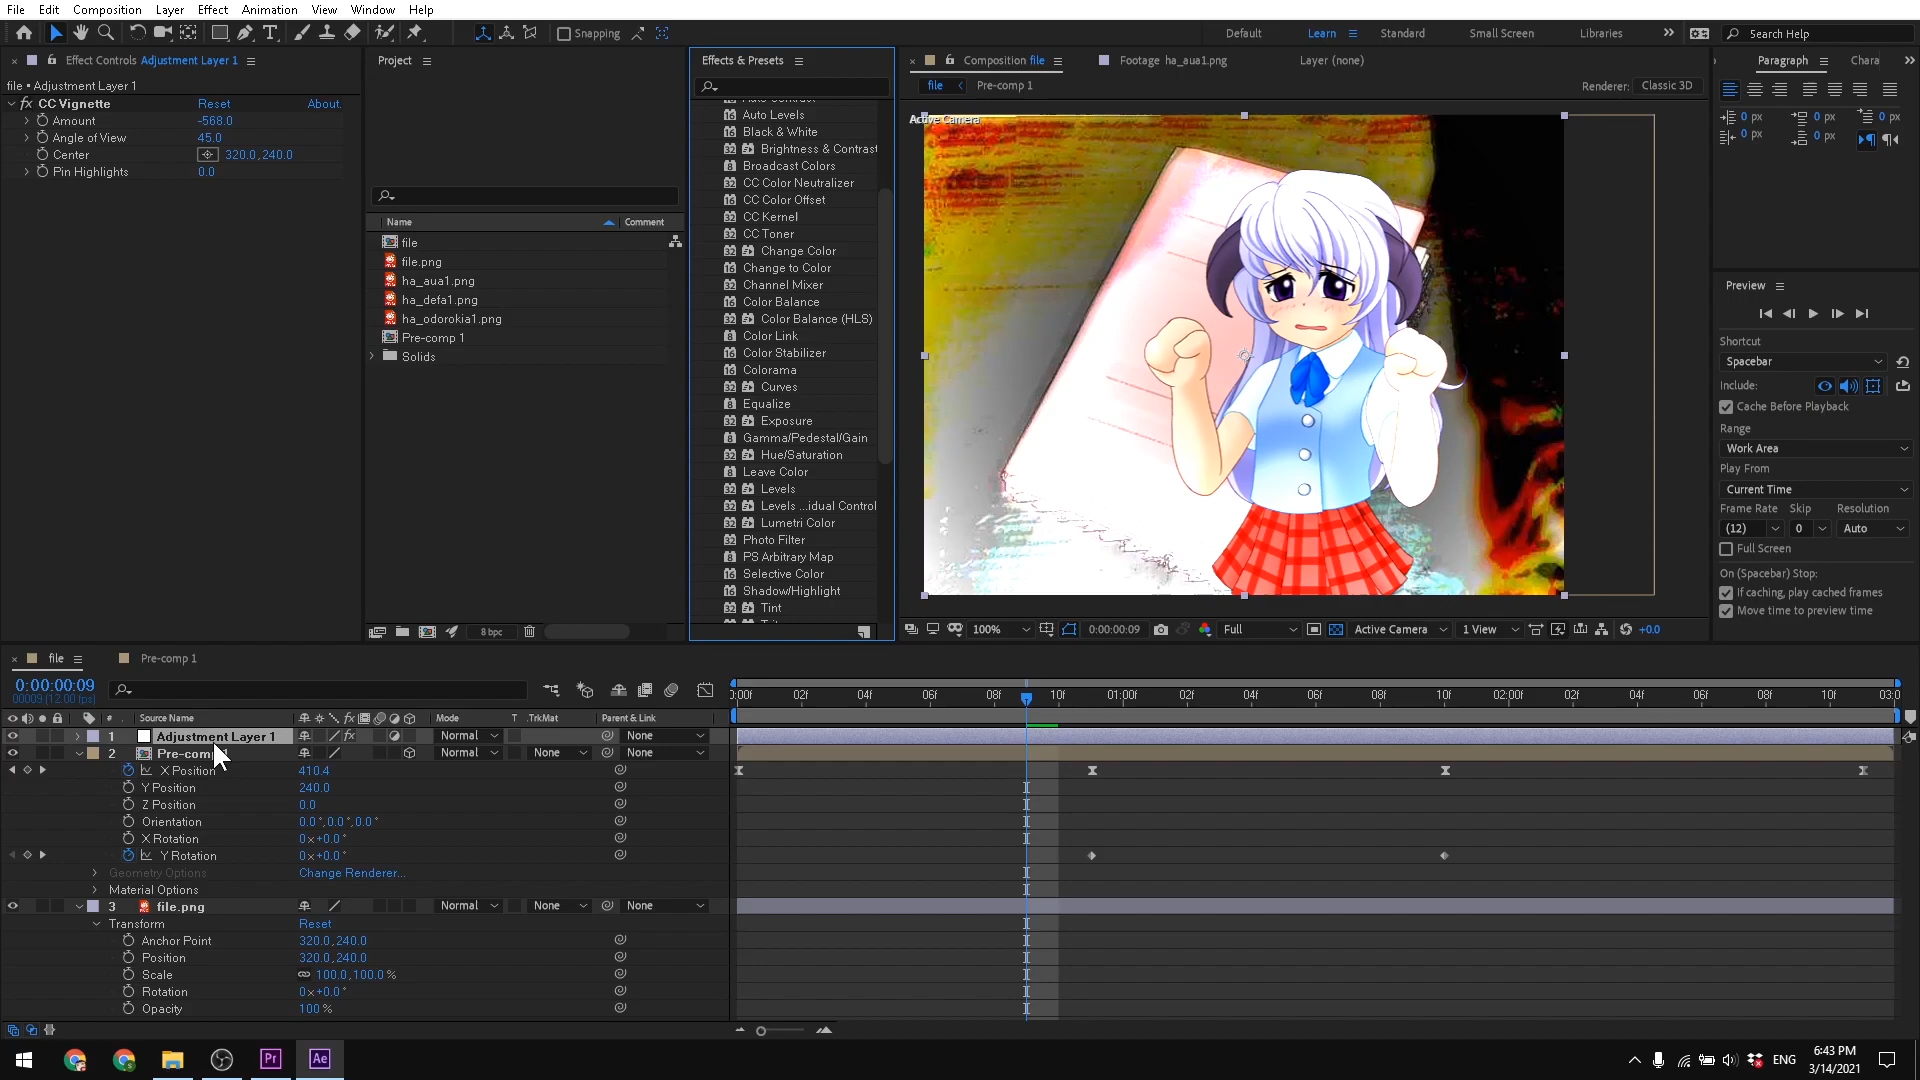 File Edit Composition Layer Effect Animation View Window Help
Snapping
Default Learn Standard Small Screen Libraries Search Help
Effect Controls Adjustment Layer 1
file • Adjustment Layer 1
fx CC Vignette Reset About.
Amount -568.0
Angle of View 45.0
Center 320.0,240.0
Pin Highlights 0.0
Project
Name Comment
file
file.png
ha_aua1.png
ha_defa1.png
ha_odorokia1.png
Pre-comp 1
Solids
8 bpc
Effects & Presets
Auto Contrast
Auto Levels
Black & White
Brightness & Contrast
Broadcast Colors
CC Color Neutralizer
CC Color Offset
CC Kernel
CC Toner
Change Color
Change to Color
Channel Mixer
Color Balance
Color Balance (HLS)
Color Link
Color Stabilizer
Colorama
Curves
Equalize
Exposure
Gamma/Pedestal/Gain
Hue/Saturation
Leave Color
Levels
Levels ...idual Control
Lumetri Color
Photo Filter
PS Arbitrary Map
Selective Color
Shadow/Highlight
Tint
Composition file Footage ha_aua1.png Layer (none)
file Pre-comp 1 Renderer: Classic 3D
Active Camera
100% 0:00:00:09 Full Active Camera 1 View +0.0
Paragraph Chara
0 px 0 px 0 px
0 px 0 px
Preview
Shortcut
Spacebar
Include:
Cache Before Playback
Range
Work Area
Play From
Current Time
Frame Rate Skip Resolution
(12) 0 Auto
Full Screen
On (Spacebar) Stop:
If caching, play cached frames
Move time to preview time
file Pre-comp 1
0:00:00:09
00009 (12.00 fps)
:00f 02f 04f 06f 08f 10f 01:00f 02f 04f 06f 08f 10f 02:00f 02f 04f 06f 08f 10f 03:0
# Source Name fx Mode T .TrkMat Parent & Link
1 Adjustment Layer 1 fx Normal None
2 Pre-comp 1 Normal None None
X Position 410.4
Y Position 240.0
Z Position 0.0
Orientation 0.0°,0.0°,0.0°
X Rotation 0x+0.0°
Y Rotation 0x+0.0°
Geometry Options Change Renderer...
Material Options
3 file.png Normal None None
Transform Reset
Anchor Point 320.0,240.0
Position 320.0,240.0
Scale 100.0,100.0%
Rotation 0x+0.0°
Opacity 100%
Pr Ae ENG 6:43 PM
3/14/2021